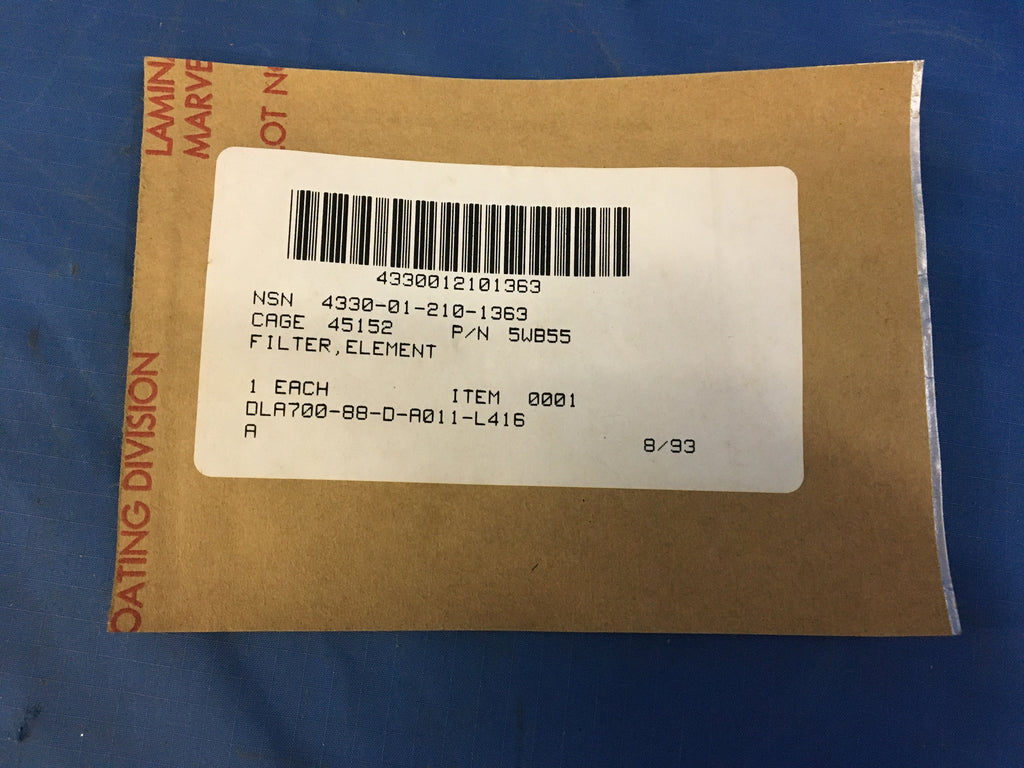 LAMIN
MARVE
LOT NO
OATING DIVISION
4330012101363
NSN 4330-01-210-1363
CAGE 45152 P/N 5WB55
FILTER,ELEMENT
1 EACH ITEM 0001
DLA700-88-D-A011-L416
A
8/93